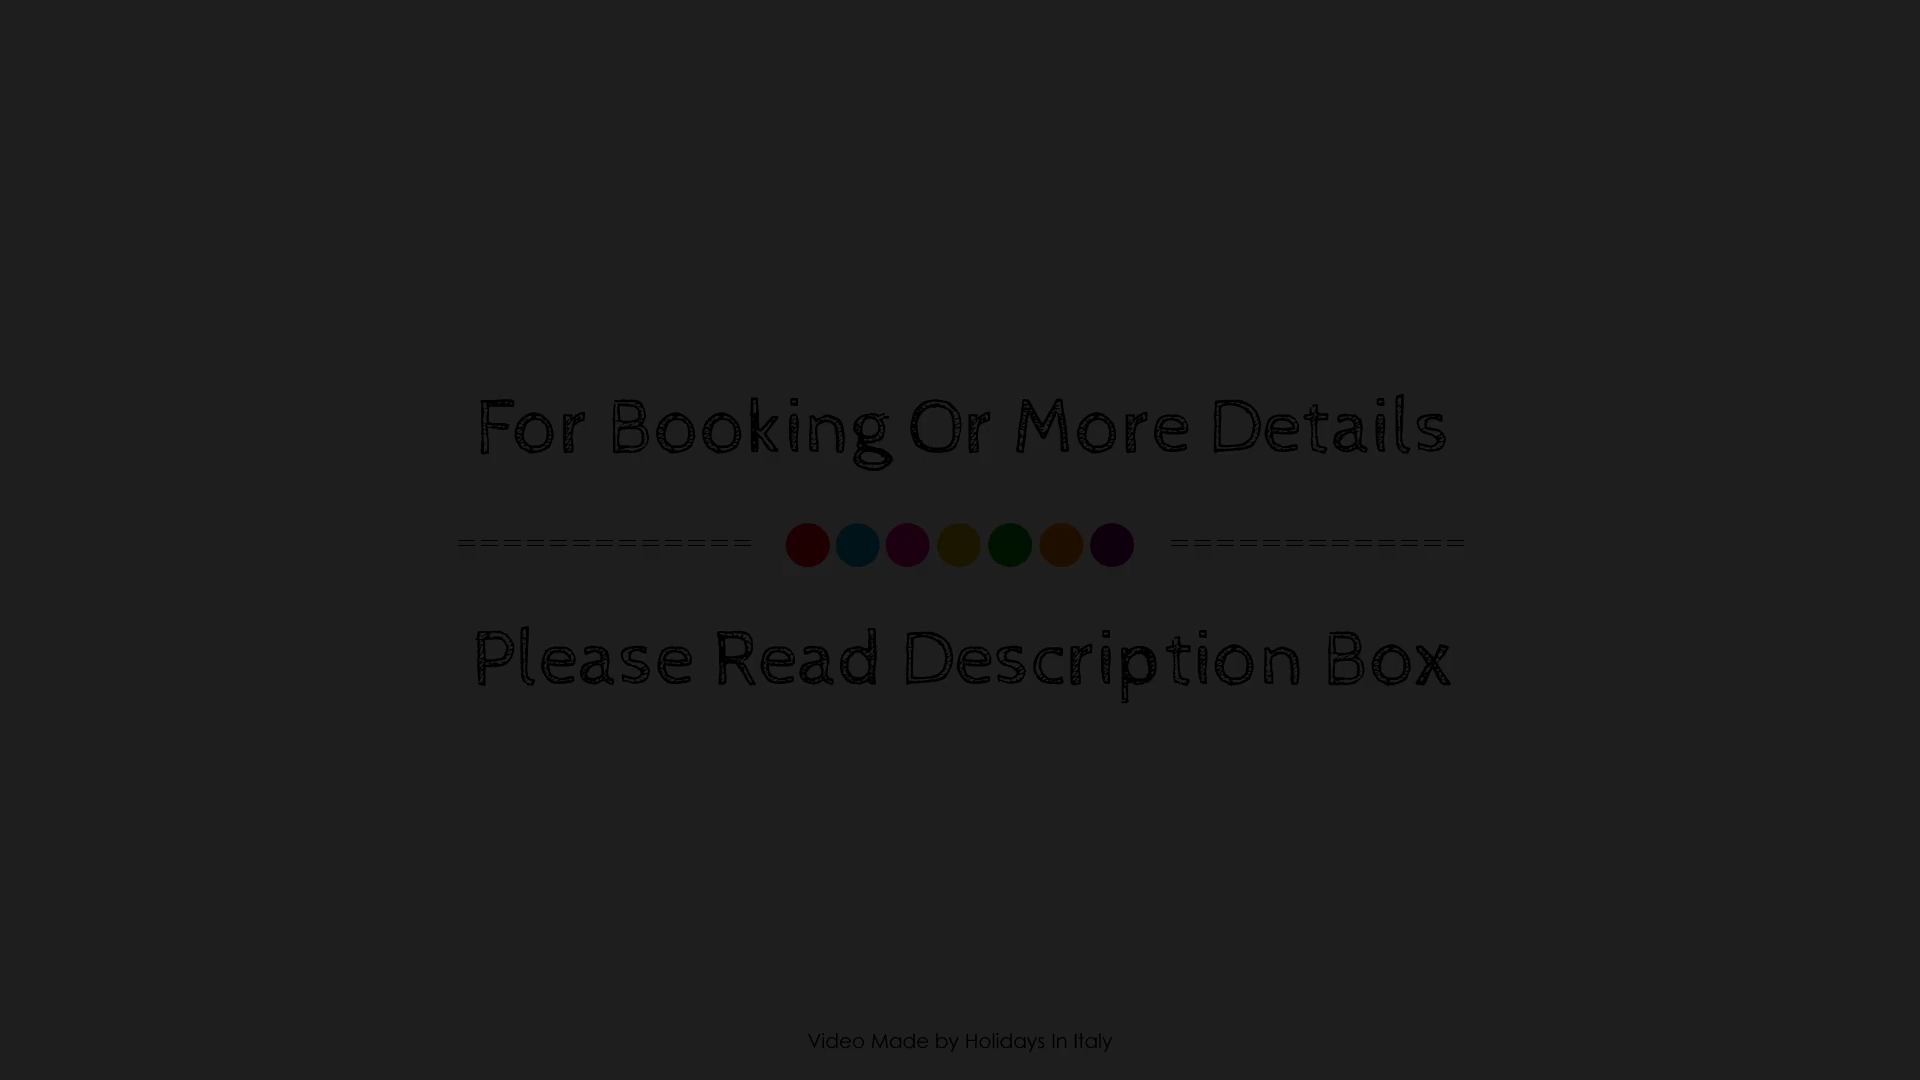 For Booking Or More Details
============= =============
Please Read Description Box
Video Made by Holidays In Italy